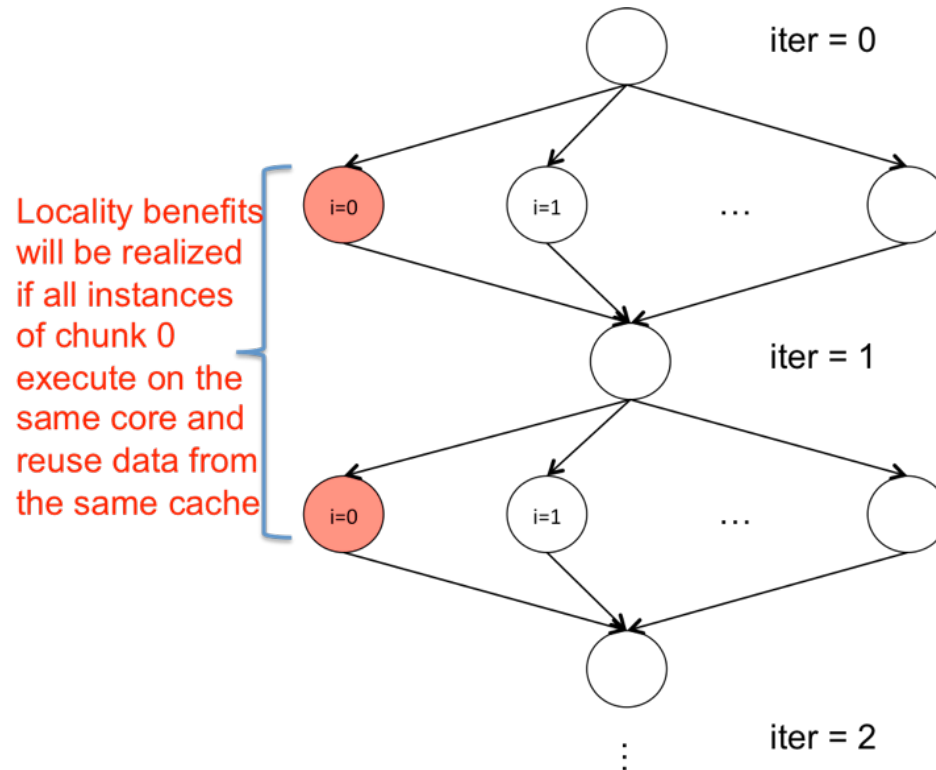 iter = 0
i=0
i=1
...
Locality benefits
will be realized
if all instances
of chunk 0
execute on the
same core and
reuse data from
the same cache
iter = 1
i=0
i=1
...
iter = 2
⋮